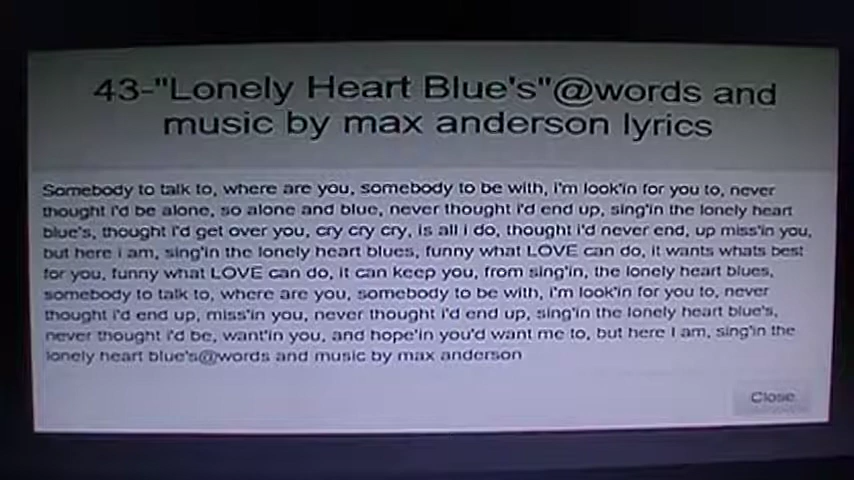 43-"Lonely Heart Blue's"@words and
music by max anderson lyrics
Somebody to talk to, where are you, somebody to be with, i'm look'in for you to, never
thought i'd be alone, so alone and blue, never thought i'd end up, sing'in the lonely heart
blue's, thought i'd get over you, cry cry cry, is all i do, thought i'd never end, up miss'in you,
but here i am, sing'in the lonely heart blues, funny what LOVE can do, it wants whats best
for you, funny what LOVE can do, it can keep you, from sing'in, the lonely heart blues,
somebody to talk to, where are you, somebody to be with, i'm look'in for you to, never
thought i'd end up, miss'in you, never thought i'd end up, sing'in the lonely heart blue's,
never thought i'd be, want'in you, and hope'in you'd want me to, but here I am, sing'in the
lonely heart blue's@words and music by max anderson
Close